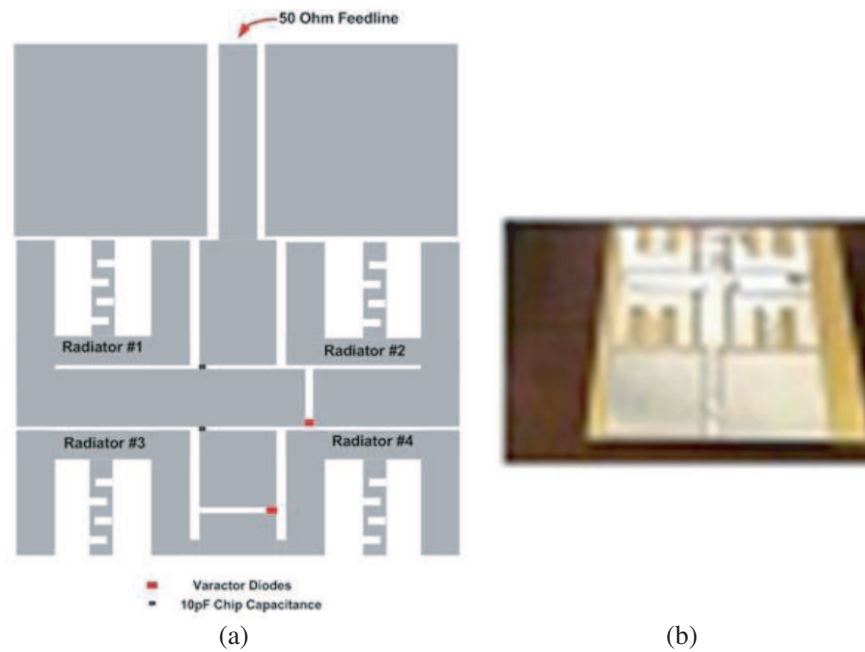 50 Ohm Feedline
Radiator #1
Radiator #2
Radiator #3
Radiator #4
Varactor Diodes
10pF Chip Capacitance
(a)
(b)